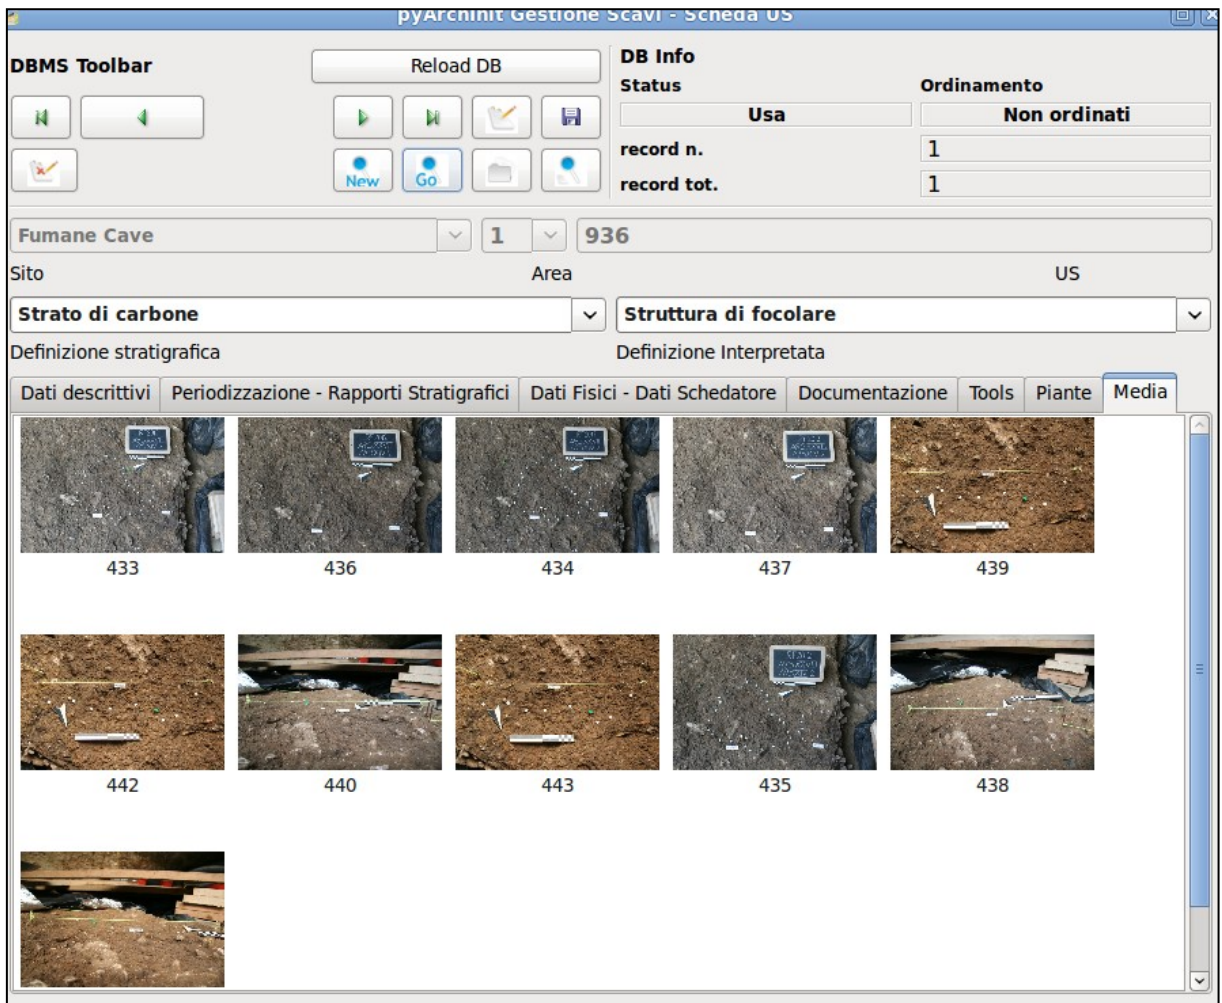 pyArchInit Gestione Scavi - Scheda US
DBMS Toolbar
Reload DB
DB Info
Status
Ordinamento
Usa
Non ordinati
record n.
1
record tot.
1
New
Go
Fumane Cave
1
936
Sito
Area
US
Strato di carbone
Struttura di focolare
Definizione stratigrafica
Definizione Interpretata
Dati descrittivi
Periodizzazione - Rapporti Stratigrafici
Dati Fisici - Dati Schedatore
Documentazione
Tools
Piante
Media
433
436
434
437
439
442
440
443
435
438